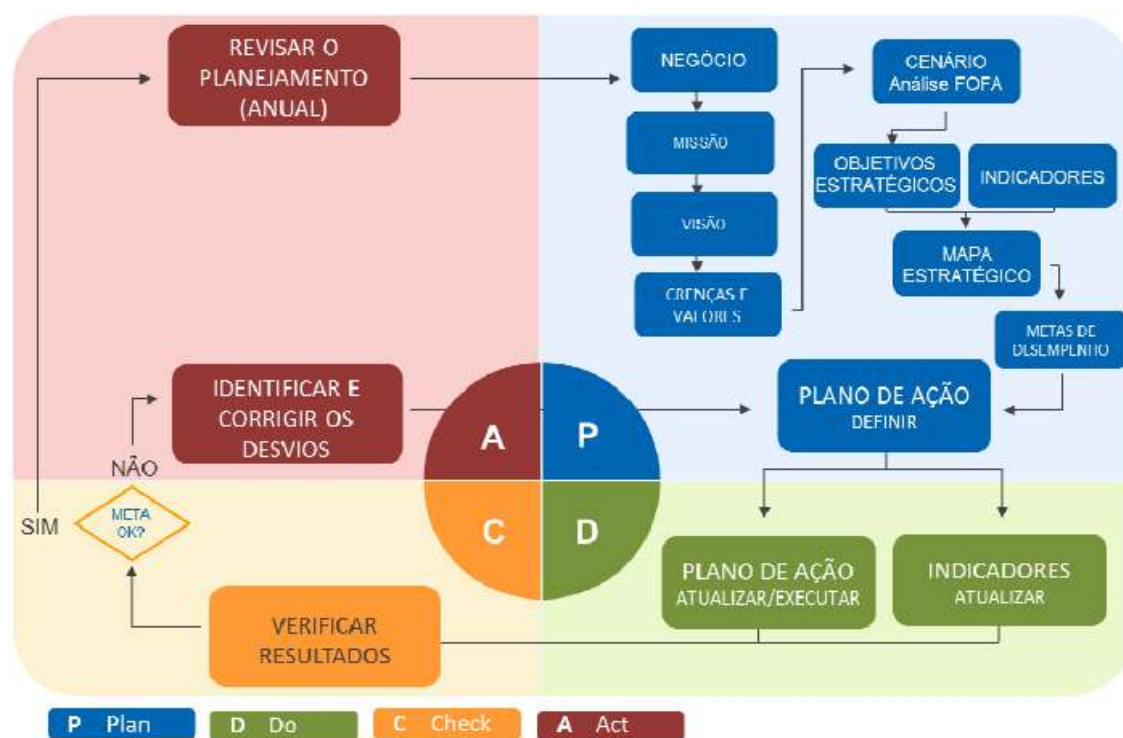 REVISAR O
PLANEJAMENTO
(ANUAL)
NEGÓCIO
MISSÃO
VISÃO
CRENÇAS E
VALORES
CENÁRIO
Análise FOFA
OBJETIVOS
ESTRATÉGICOS
INDICADORES
MAPA
ESTRATÉGICO
METAS DE
DESEMPENHO
IDENTIFICAR E
CORRIGIR OS
DESVIOS
PLANO DE AÇÃO
DEFINIR
A
P
C
D
NÃO
SIM
META
OK?
PLANO DE AÇÃO
ATUALIZAR/EXECUTAR
INDICADORES
ATUALIZAR
VERIFICAR
RESULTADOS
P Plan
D Do
C Check
A Act